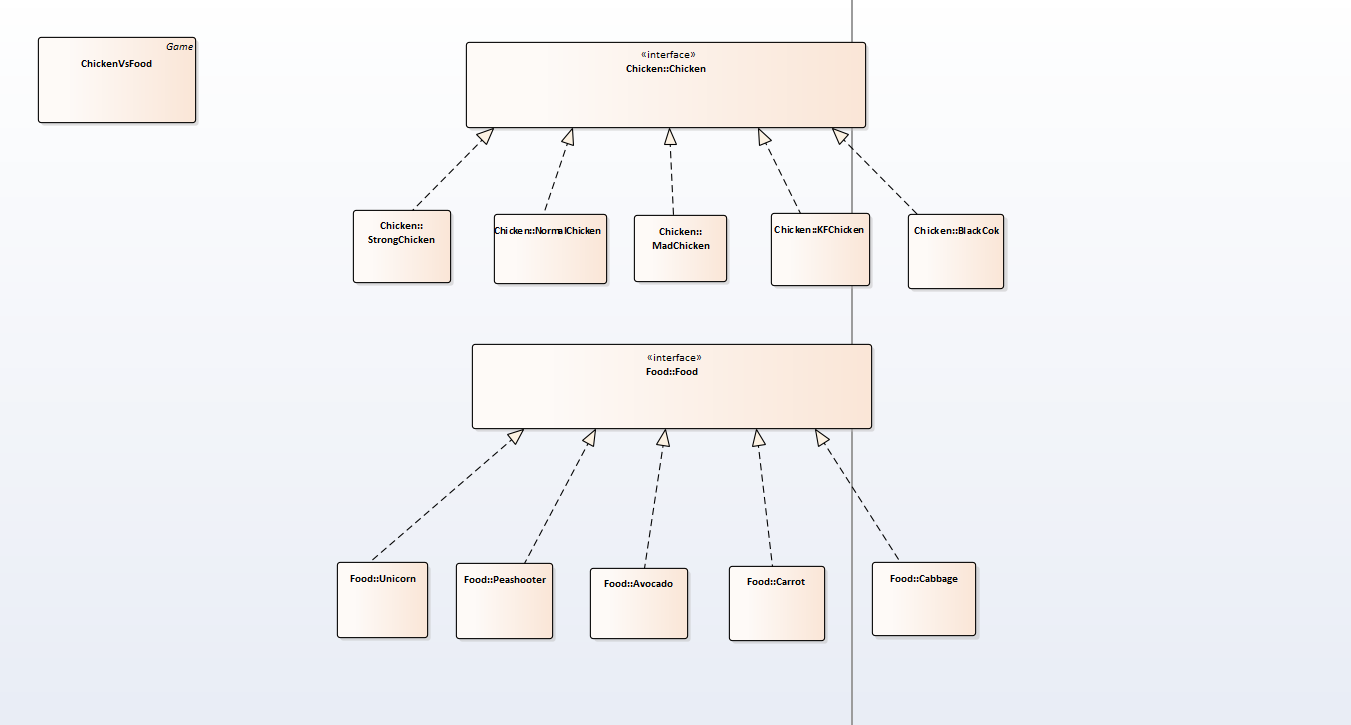 Game
ChickenVsFood
«interface»
Chicken::Chicken
Chicken::
StrongChicken
Chicken::NormalChicken
Chicken::
MadChicken
Chicken::KFChicken
Chicken::BlackCok
«interface»
Food::Food
Food::Unicorn
Food::Peashooter
Food::Avocado
Food::Carrot
Food::Cabbage